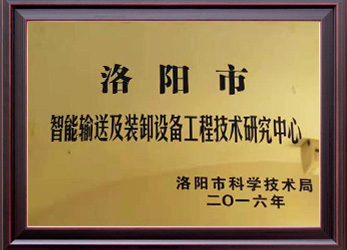 洛阳市
智能输送及装卸设备工程技术研究中心
洛阳市科学技术局
二〇一六年